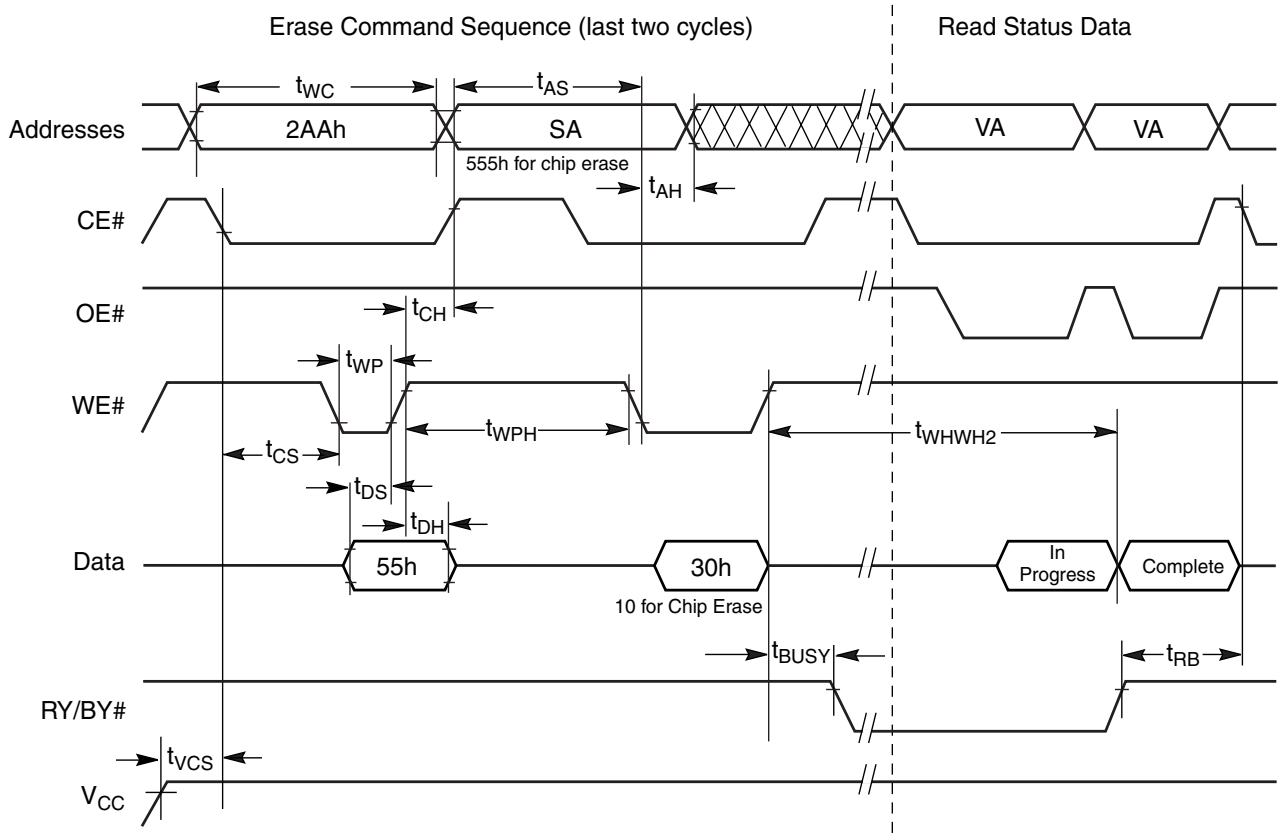 Erase Command Sequence (last two cycles)
Read Status Data
tWC
tAS
Addresses
2AAh
SA
VA
VA
555h for chip erase
tAH
CE#
OE#
tCH
tWP
WE#
tWPH
tWHWH2
tCS
tDS
tDH
Data
55h
30h
In
Progress
Complete
10 for Chip Erase
tBUSY
tRB
RY/BY#
tVCS
VCC